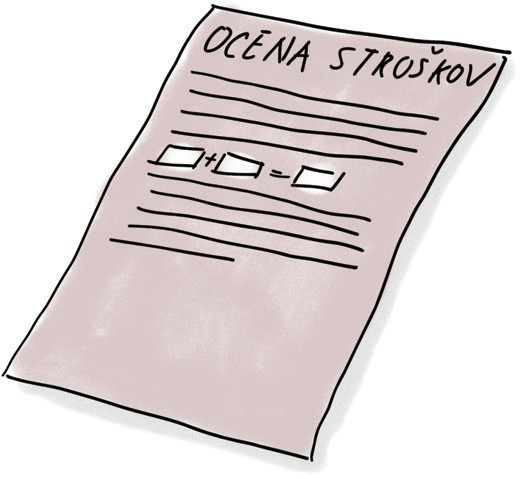 OCENA STROŠKOV
+ =